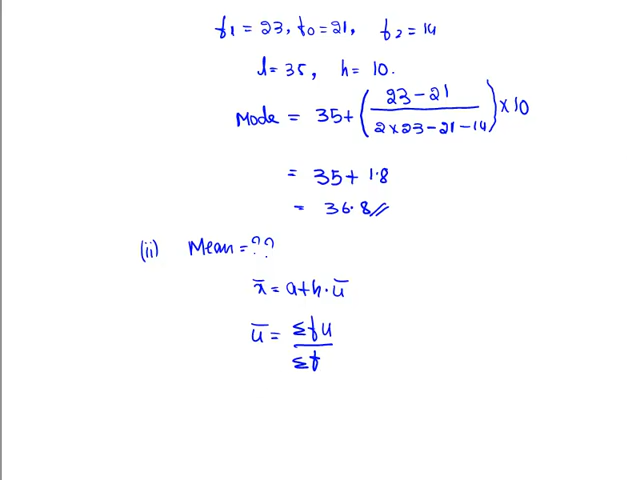 f₁ = 23, f₀ = 21, f₂ = 14
l = 35, h = 10.
Mode = 35 + ( (23 − 21) / (2 × 23 − 21 − 14) ) × 10
= 35 + 1.8
= 36.8 //
(ii) Mean = ??
x̄ = a + h · ū
ū = Σfu / Σf